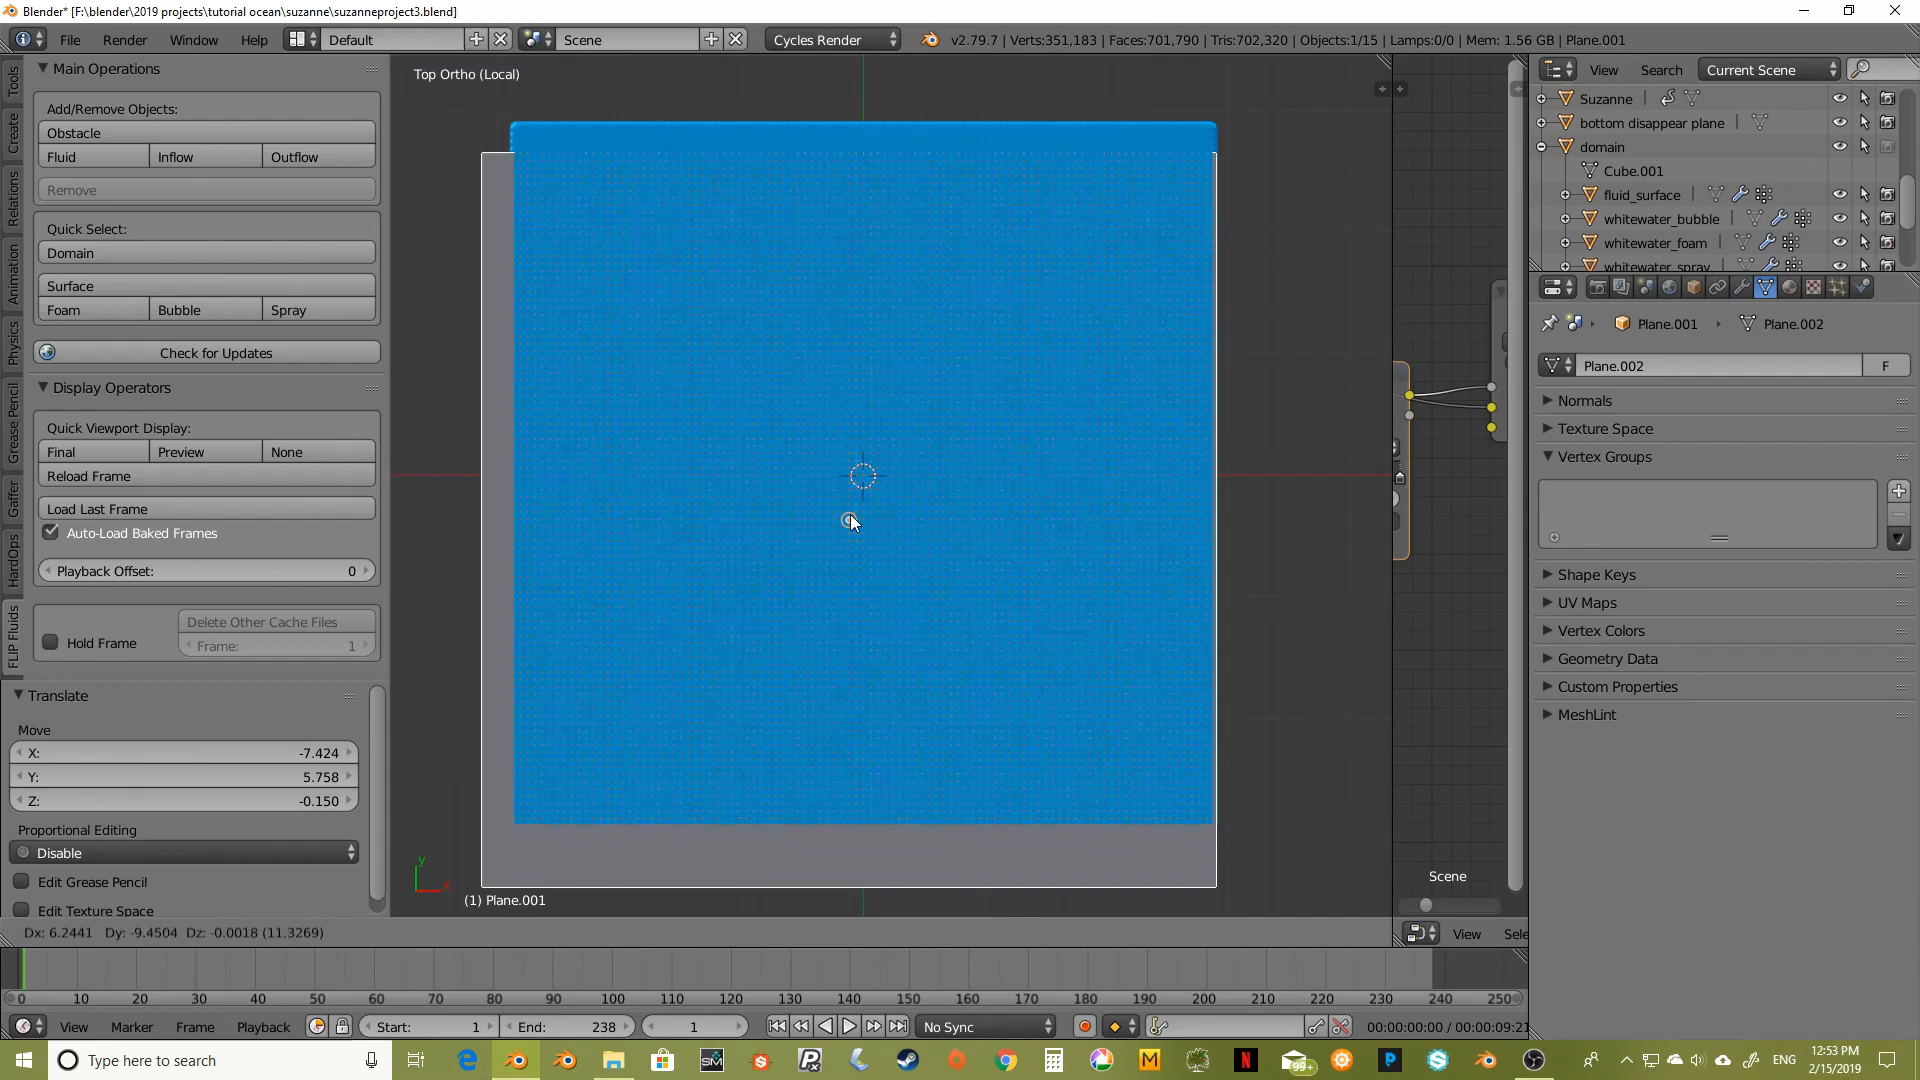 Blender* [F:\blender\2019 projects\tutorial ocean\suzanneproject3.blend]
File Render Window Help Default Scene Cycles Render v2.79.7 | Verts:351,183 | Faces:701,790 | Tris:702,320 | Objects:1/15 | Lamps:0/0 | Mem: 1.56 GB | Plane.001
Tools
Create
Relations
Animation
Physics
Grease Pencil
Gaffer
HardOps
FLIP Fluids
Main Operations
Add/Remove Objects:
Obstacle
Fluid Inflow Outflow
Remove
Quick Select:
Domain
Surface
Foam Bubble Spray
Check for Updates
Display Operators
Quick Viewport Display:
Final Preview None
Reload Frame
Load Last Frame
Auto-Load Baked Frames
Playback Offset: 0
Hold Frame
Delete Other Cache Files
Frame: 1
Translate
Move
X: -7.424
Y: 5.758
Z: -0.150
Proportional Editing
Disable
Edit Grease Pencil
Edit Texture Space
Top Ortho (Local)
y
x
(1) Plane.001
Dx: 6.2441 Dy: -9.4504 Dz: -0.0018 (11.3269)
Scene
View Sele
View Search Current Scene
Suzanne
bottom disappear plane
domain
Cube.001
fluid_surface
whitewater_bubble
whitewater_foam
whitewater_spray
Plane.001 Plane.002
Plane.002 F
Normals
Texture Space
Vertex Groups
Shape Keys
UV Maps
Vertex Colors
Geometry Data
Custom Properties
MeshLint
0 10 20 30 40 50 60 70 80 90 100 110 120 130 140 150 160 170 180 190 200 210 220 230 240 250
View Marker Frame Playback Start: 1 End: 238 1 No Sync 00:00:00:00 / 00:00:09:21
Type here to search
SM
M
N
99+
P
ENG
12:53 PM
2/15/2019